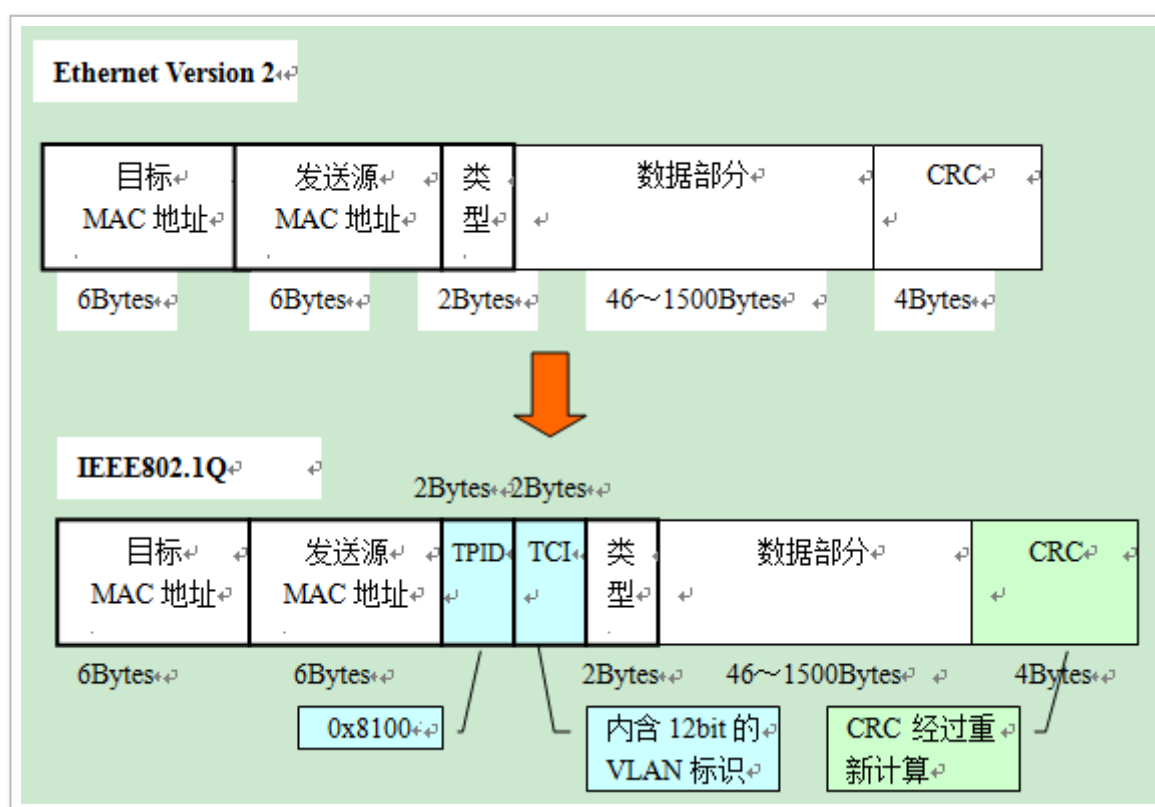 Ethernet Version 2
目标 发送源 类 数据部分 CRC
MAC 地址 MAC 地址 型
6Bytes 6Bytes 2Bytes 46～1500Bytes 4Bytes
IEEE802.1Q
2Bytes 2Bytes
目标 发送源 TPID TCI 类 数据部分 CRC
MAC 地址 MAC 地址 型
6Bytes 6Bytes 2Bytes 46～1500Bytes 4Bytes
0x8100 内含 12bit 的 CRC 经过重
VLAN 标识 新计算